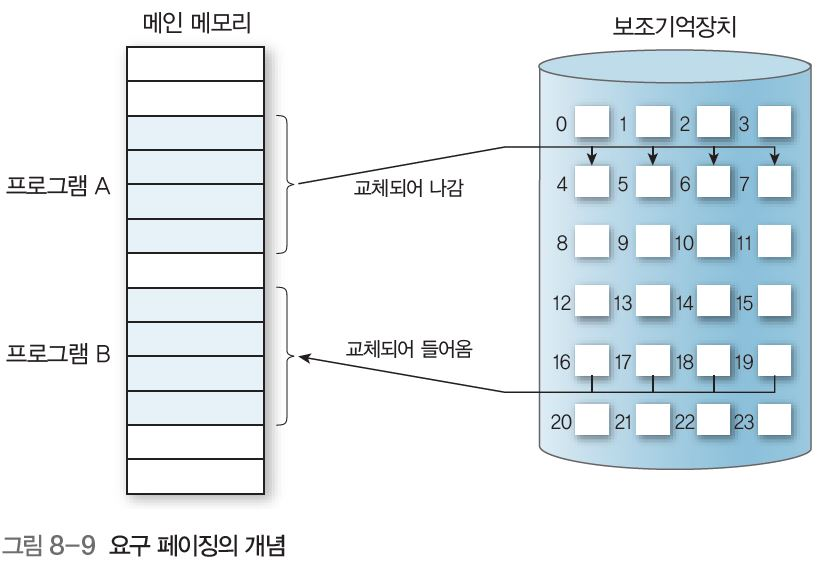 메인 메모리
보조기억장치
0 1 2 3
프로그램 A
교체되어 나감
4 5 6 7
8 9 10 11
12 13 14 15
프로그램 B
교체되어 들어옴
16 17 18 19
20 21 22 23
그림 8-9 요구 페이징의 개념